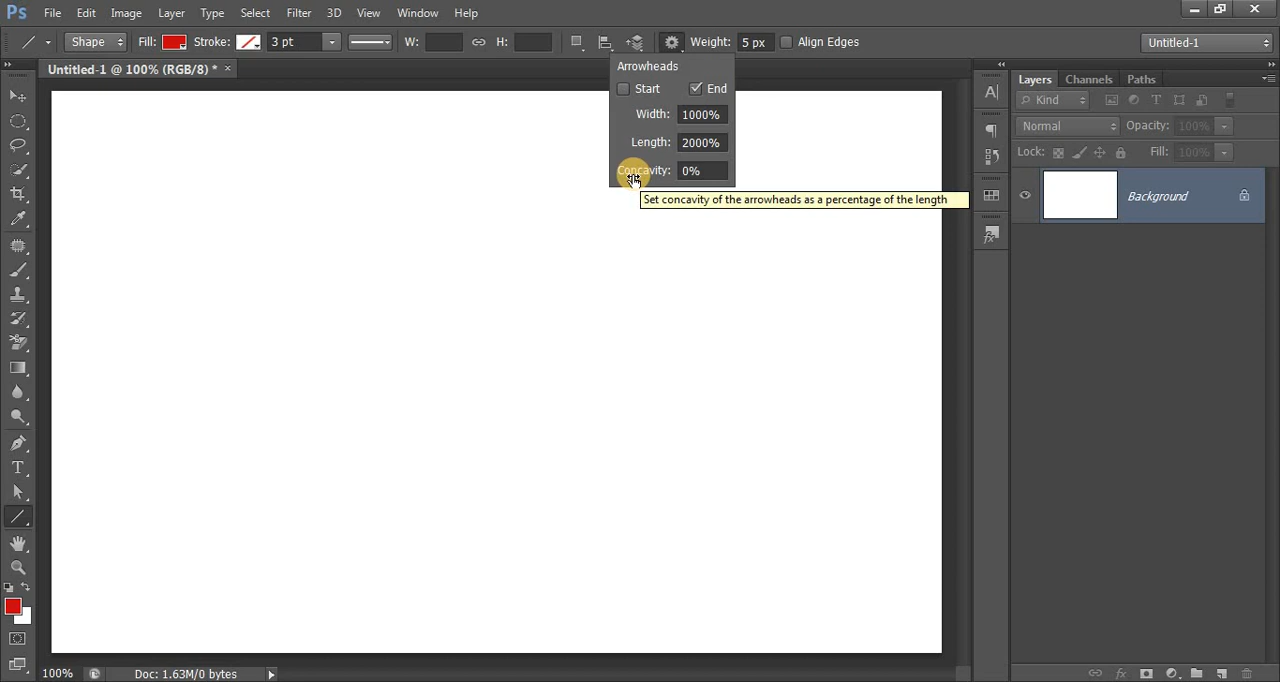 Ps File Edit Image Layer Type Select Filter 3D View Window Help
Shape Fill: Stroke: 3 pt W: H: Weight: 5 px Align Edges Untitled-1
Untitled-1 @ 100% (RGB/8) * ×
Arrowheads
Start End
Width: 1000%
Length: 2000%
Concavity: 0%
Set concavity of the arrowheads as a percentage of the length
Layers Channels Paths
Kind
Normal Opacity: 100%
Lock: Fill: 100%
Background
100% Doc: 1.63M/0 bytes